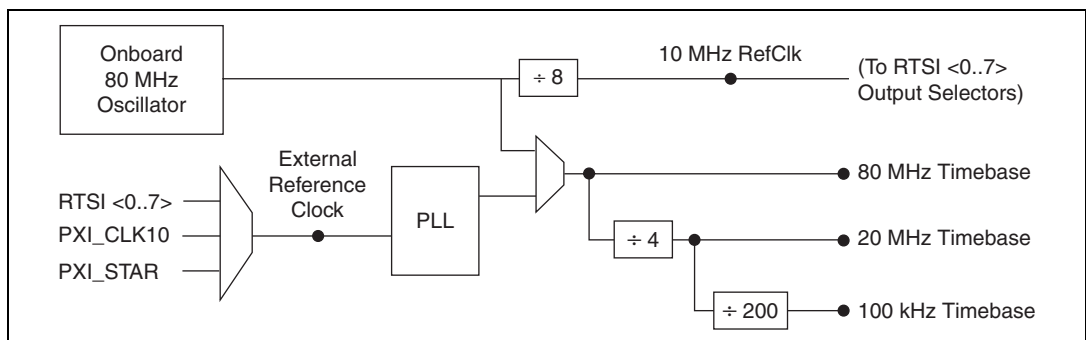 Onboard
80 MHz
Oscillator
÷ 8
10 MHz RefClk
(To RTSI <0..7>
Output Selectors)
External
Reference
Clock
RTSI <0..7>
PXI_CLK10
PXI_STAR
PLL
80 MHz Timebase
÷ 4
20 MHz Timebase
÷ 200
100 kHz Timebase